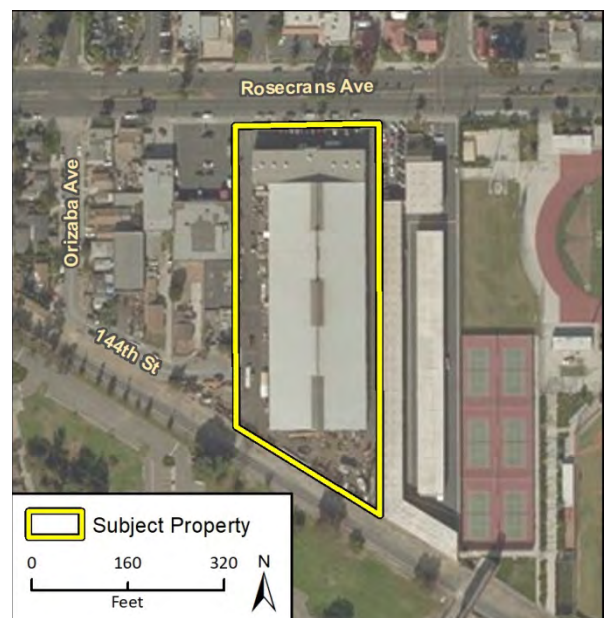 Rosecrans Ave
Orizaba Ave
144th St
Subject Property
0 160 320 N
Feet